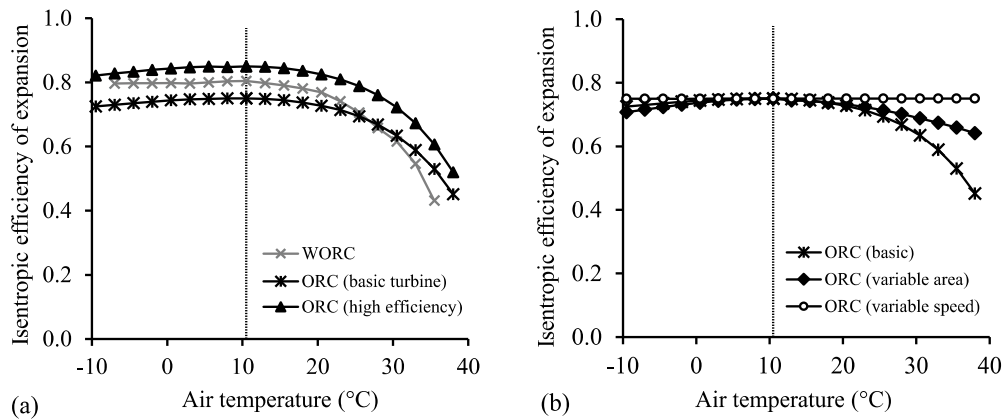 Isentropic efficiency of expansion
1.0
0.8
0.6
0.4
0.2
0.0
WORC
ORC (basic turbine)
ORC (high efficiency)
-10 0 10 20 30 40
Air temperature (°C)
(a)
Isentropic efficiency of expansion
1.0
0.8
0.6
0.4
0.2
0.0
ORC (basic)
ORC (variable area)
ORC (variable speed)
-10 0 10 20 30 40
Air temperature (°C)
(b)